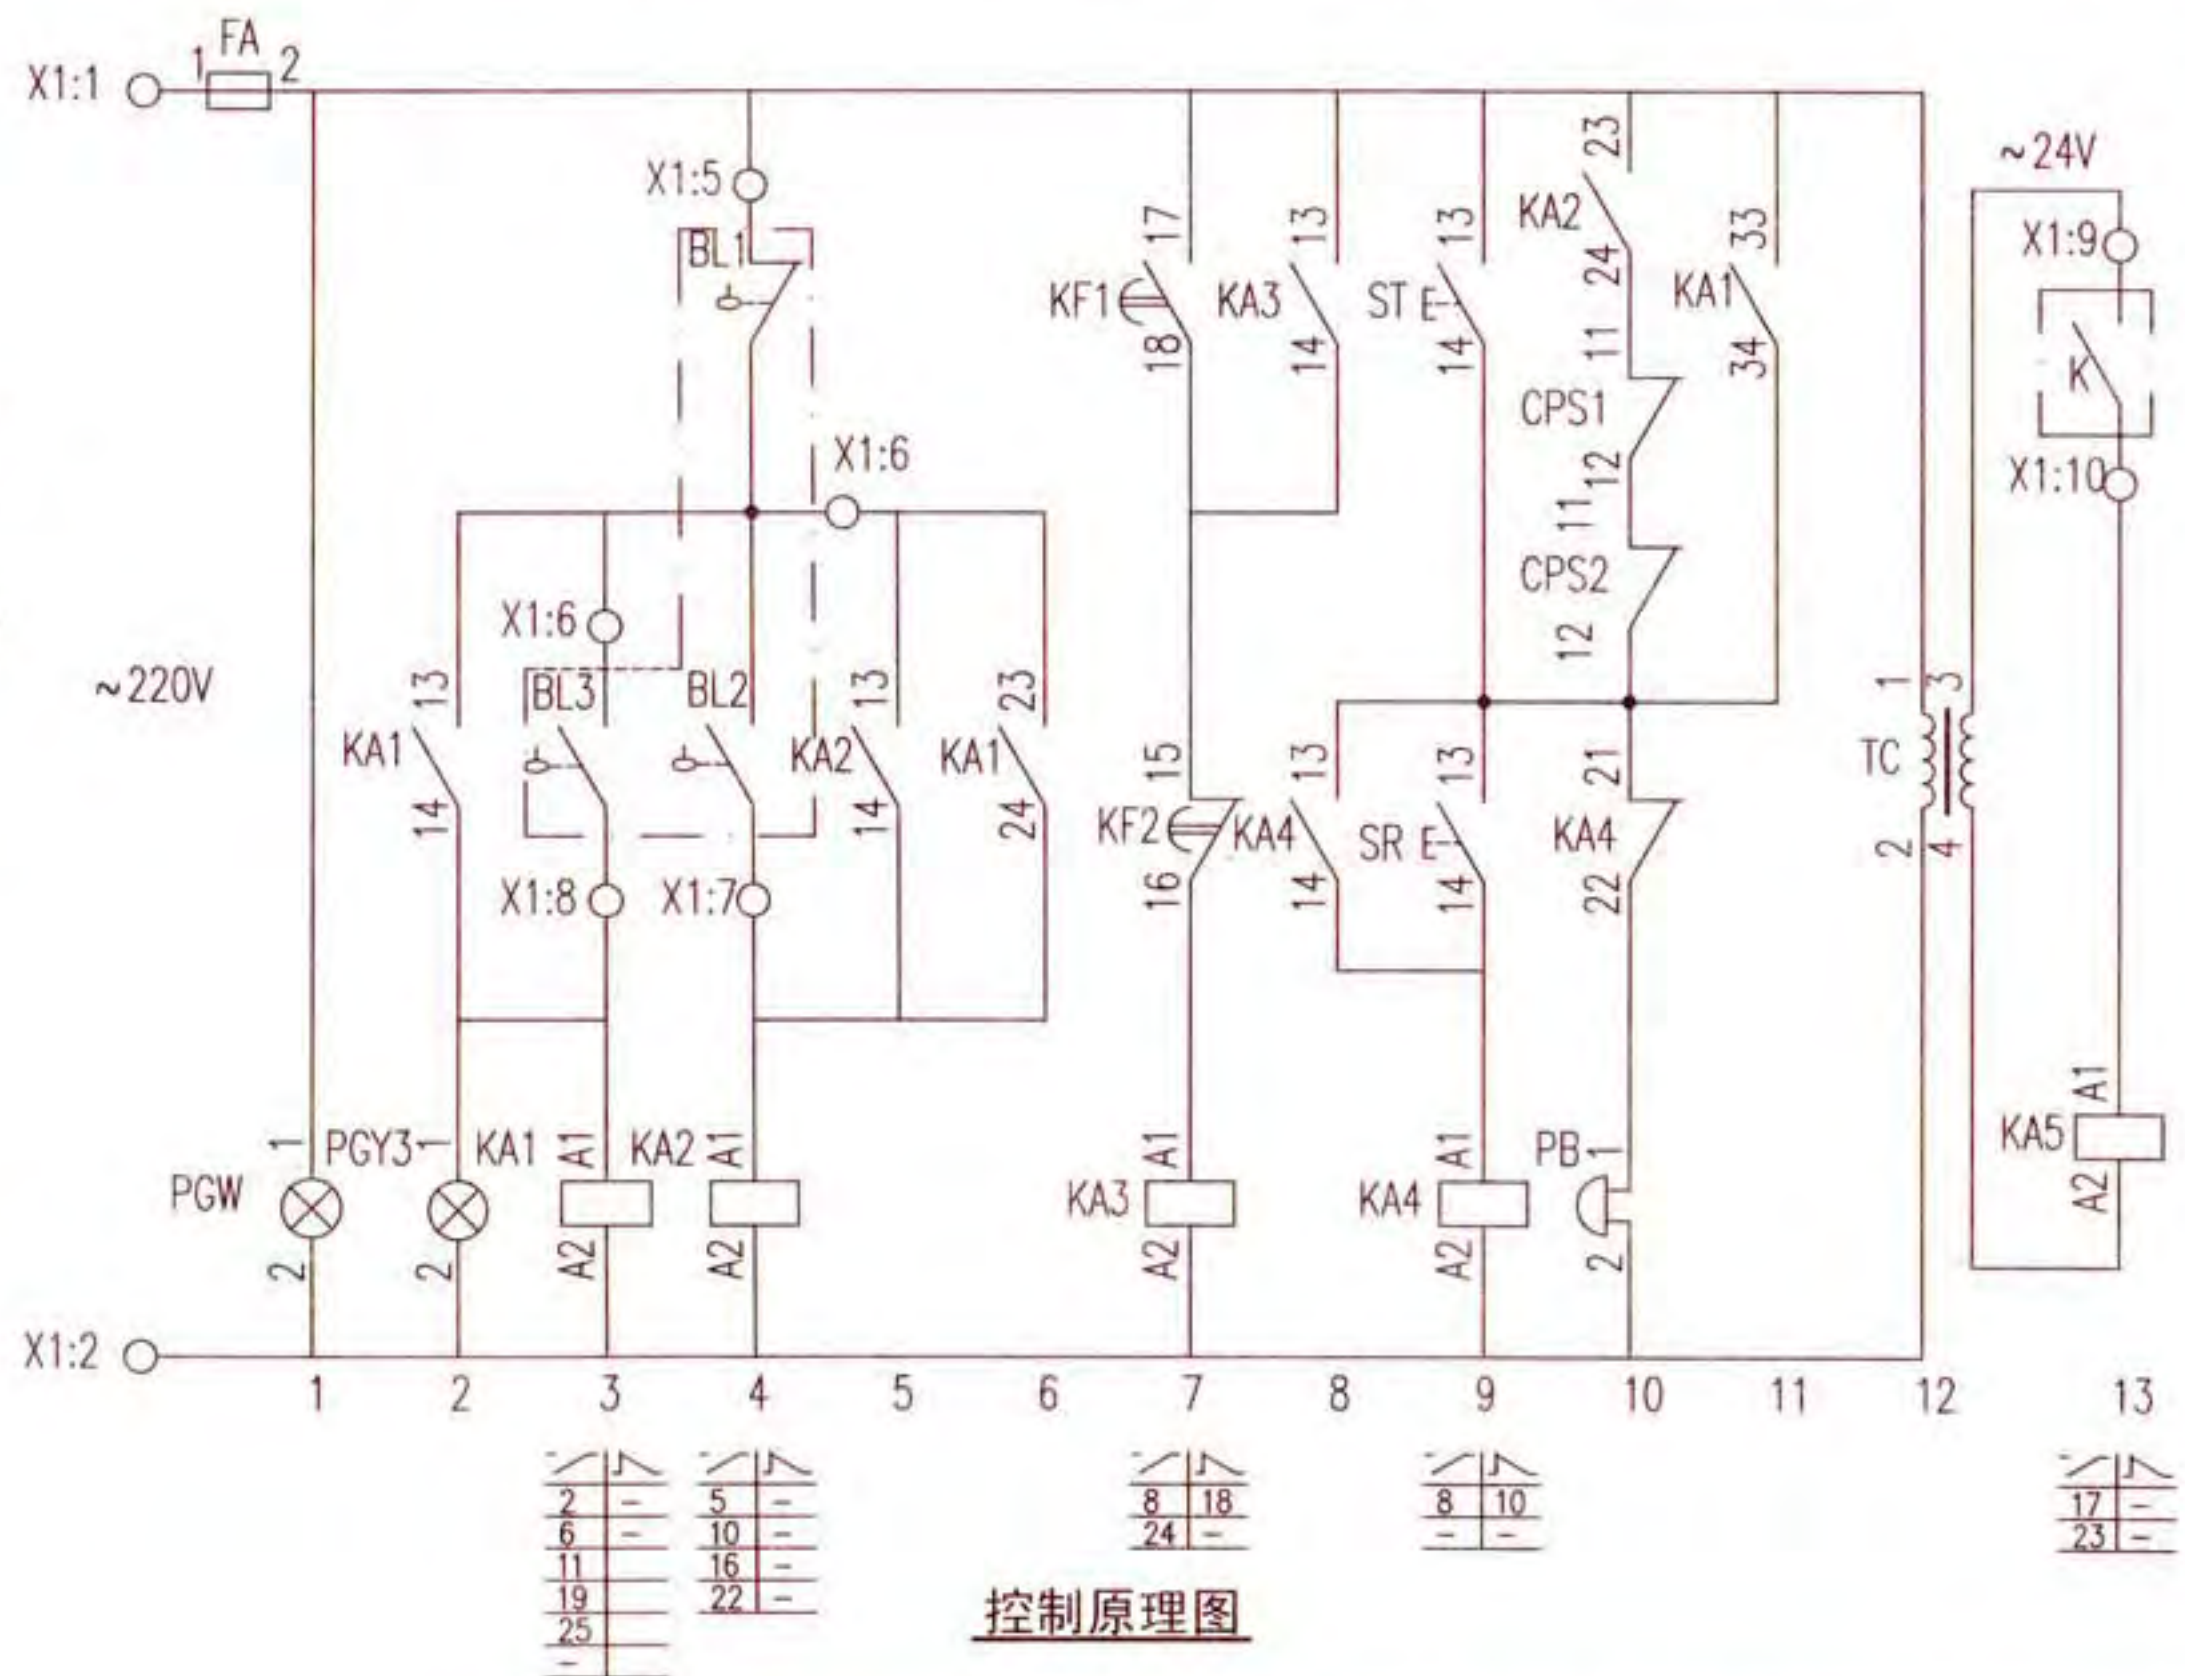 FA
1 2
X1:1
~24V
23
X1:5
KA2
X1:9
BL1
17 13 13 24 33
KF1 KA3 ST E KA1
18 14 14 11 34
K
CPS1
X1:6
12
X1:10
11
CPS2
X1:6
12
~220V
13 BL3 BL2 13 23
1 3
KA1 KA2 KA1
15 13 13 21
TC
14 14 24
KF2 KA4 SR E KA4
2 4
X1:8 X1:7
16 14 14 22
A1
KA5
A2
1 PGY3 1 KA1 A1 KA2 A1 A1 A1 PB 1
PGW KA3 KA4
2 2 A2 A2 A2 A2 2
X1:2
1 2 3 4 5 6 7 8 9 10 11 12 13
2 - 5 - 8 18 8 10 17 -
6 - 10 - 24 - - - 23 -
11 16 -
19 22 -
25
-
控制原理图